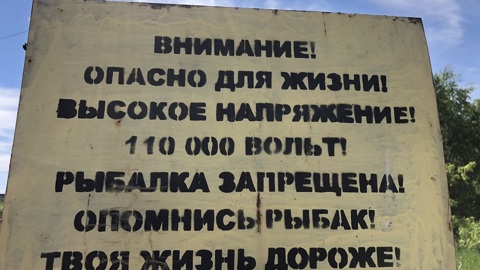 ВНИМАНИЕ!
ОПАСНО ДЛЯ ЖИЗНИ!
ВЫСОКОЕ НАПРЯЖЕНИЕ!
110 000 ВОЛЬТ!
РЫБАЛКА ЗАПРЕЩЕНА!
ОПОМНИСЬ РЫБАК!
ТВОЯ ЖИЗНЬ ДОРОЖЕ!